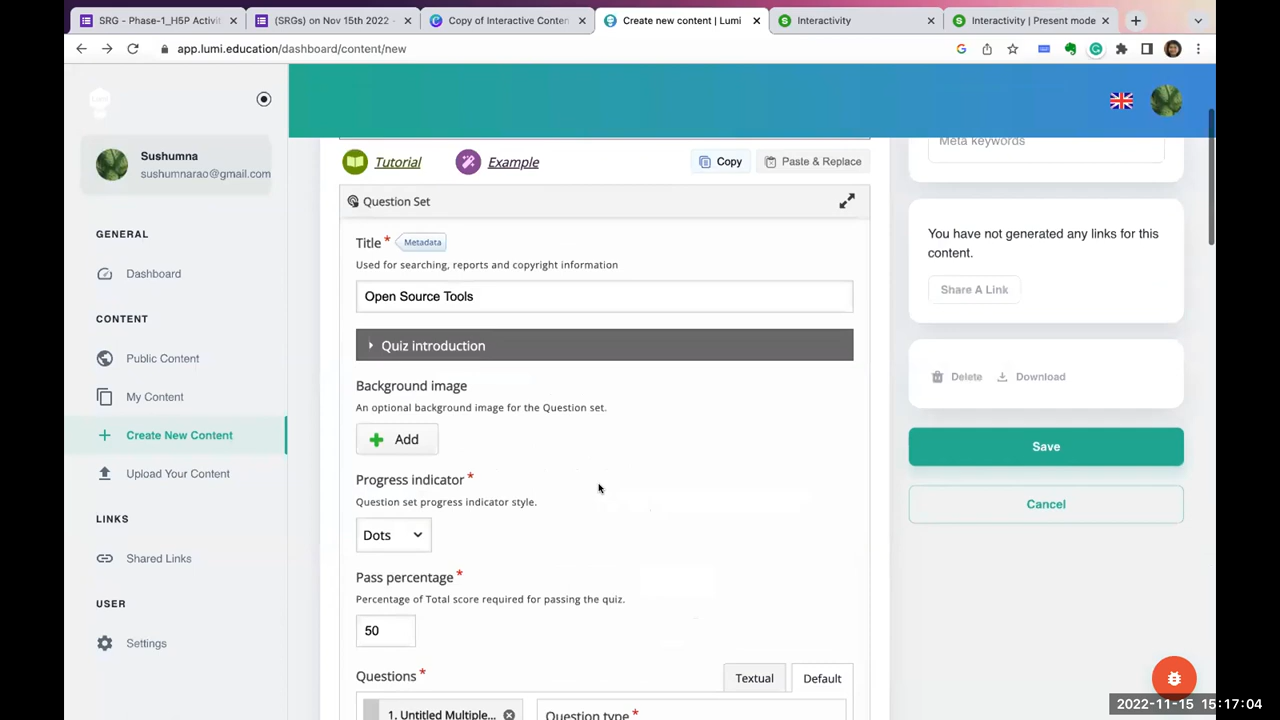 SRG - Phase-1_H5P Activi
(SRGs) on Nov 15th 2022 -
Copy of Interactive Conten
Create new content | Lumi
Interactivity
Interactivity | Present mode
app.lumi.education/dashboard/content/new
Sushumna
sushumnarao@gmail.com
GENERAL
Dashboard
CONTENT
Public Content
My Content
Create New Content
Upload Your Content
LINKS
Shared Links
USER
Settings
Tutorial
Example
Copy
Paste & Replace
Question Set
Title *
Metadata
Used for searching, reports and copyright information
Open Source Tools
Quiz introduction
Background image
An optional background image for the Question set.
Add
Progress indicator *
Question set progress indicator style.
Dots
Pass percentage *
Percentage of Total score required for passing the quiz.
50
Questions *
Textual
Default
1. Untitled Multiple...
Question type *
Meta keywords
You have not generated any links for this
content.
Share A Link
Delete
Download
Save
Cancel
2022-11-15 15:17:04